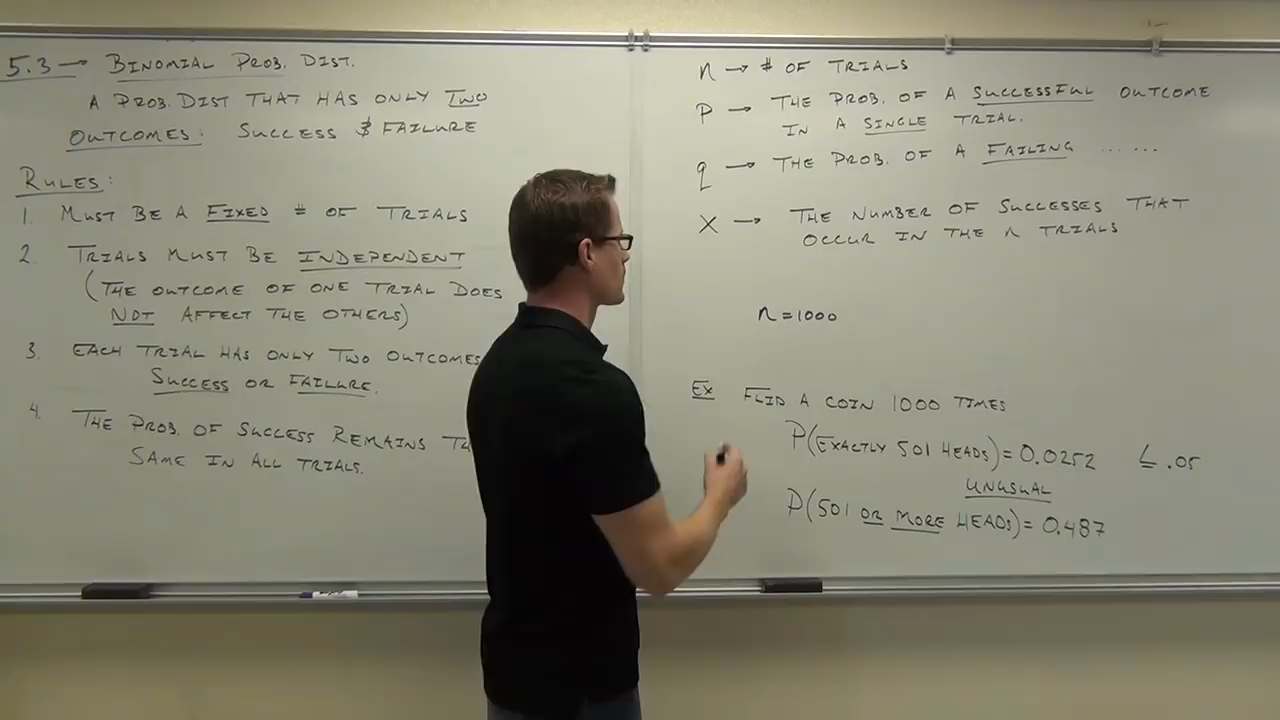 5.3 → BINOMIAL PROB. DIST.
A PROB. DIST THAT HAS ONLY TWO
OUTCOMES: SUCCESS & FAILURE
RULES:
1. MUST BE A FIXED # OF TRIALS
2. TRIALS MUST BE INDEPENDENT
(THE OUTCOME OF ONE TRIAL DOES
NOT AFFECT THE OTHERS)
3. EACH TRIAL HAS ONLY TWO OUTCOMES
SUCCESS OR FAILURE.
4. THE PROB. OF SUCCESS REMAINS
SAME IN ALL TRIALS.
n → # OF TRIALS
P → THE PROB. OF A SUCCESSFUL OUTCOME
IN A SINGLE TRIAL.
q → THE PROB. OF A FAILING ......
X → THE NUMBER OF SUCCESSES THAT
OCCUR IN THE n TRIALS
n=1000
EX FLIP A COIN 1000 TIMES
P(EXACTLY 501 HEADS)=0.0252 ≤ .05
UNUSUAL
P(501 OR MORE HEADS)=0.487